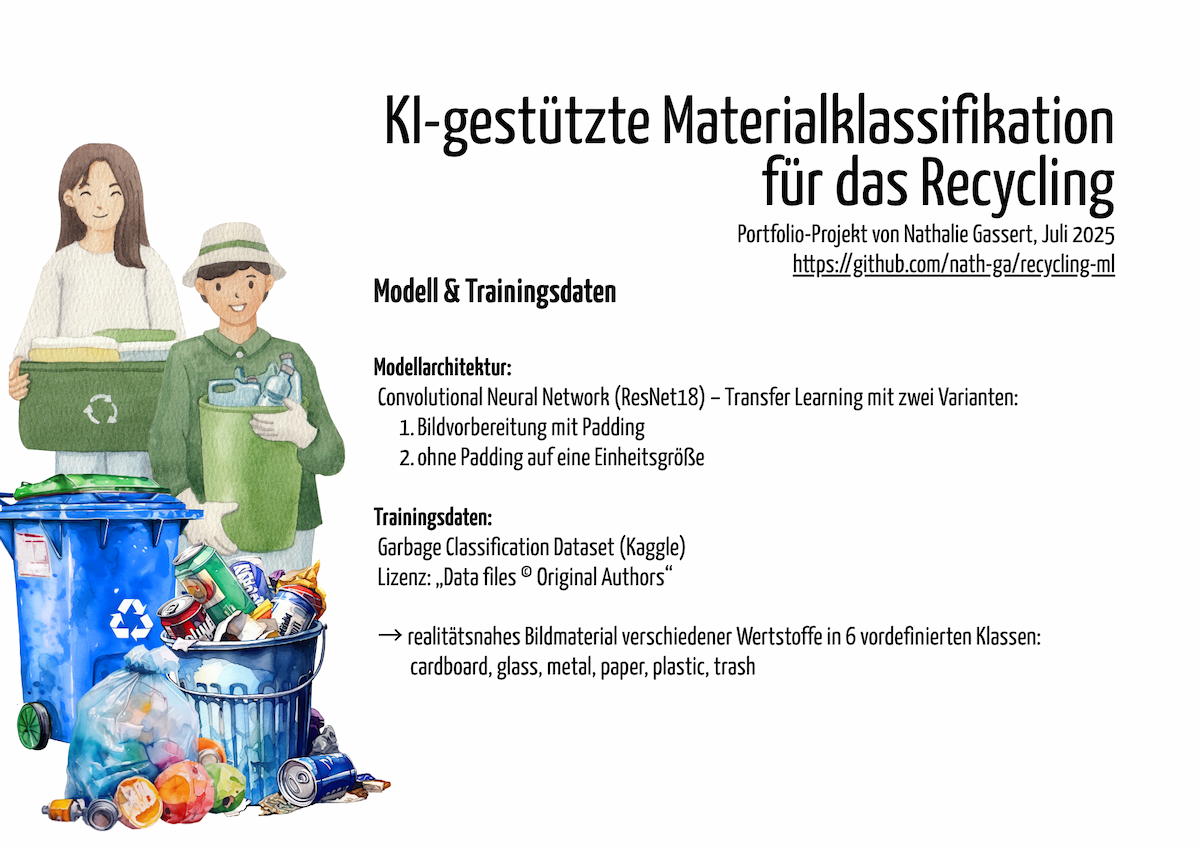 KI-gestützte Materialklassifikation
für das Recycling
Portfolio-Projekt von Nathalie Gassert, Juli 2025
https://github.com/nath-ga/recycling-ml
Modell & Trainingsdaten
Modellarchitektur:
Convolutional Neural Network (ResNet18) – Transfer Learning mit zwei Varianten:
1. Bildvorbereitung mit Padding
2. ohne Padding auf eine Einheitsgröße
Trainingsdaten:
Garbage Classification Dataset (Kaggle)
Lizenz: „Data files © Original Authors“
→ realitätsnahes Bildmaterial verschiedener Wertstoffe in 6 vordefinierten Klassen:
cardboard, glass, metal, paper, plastic, trash